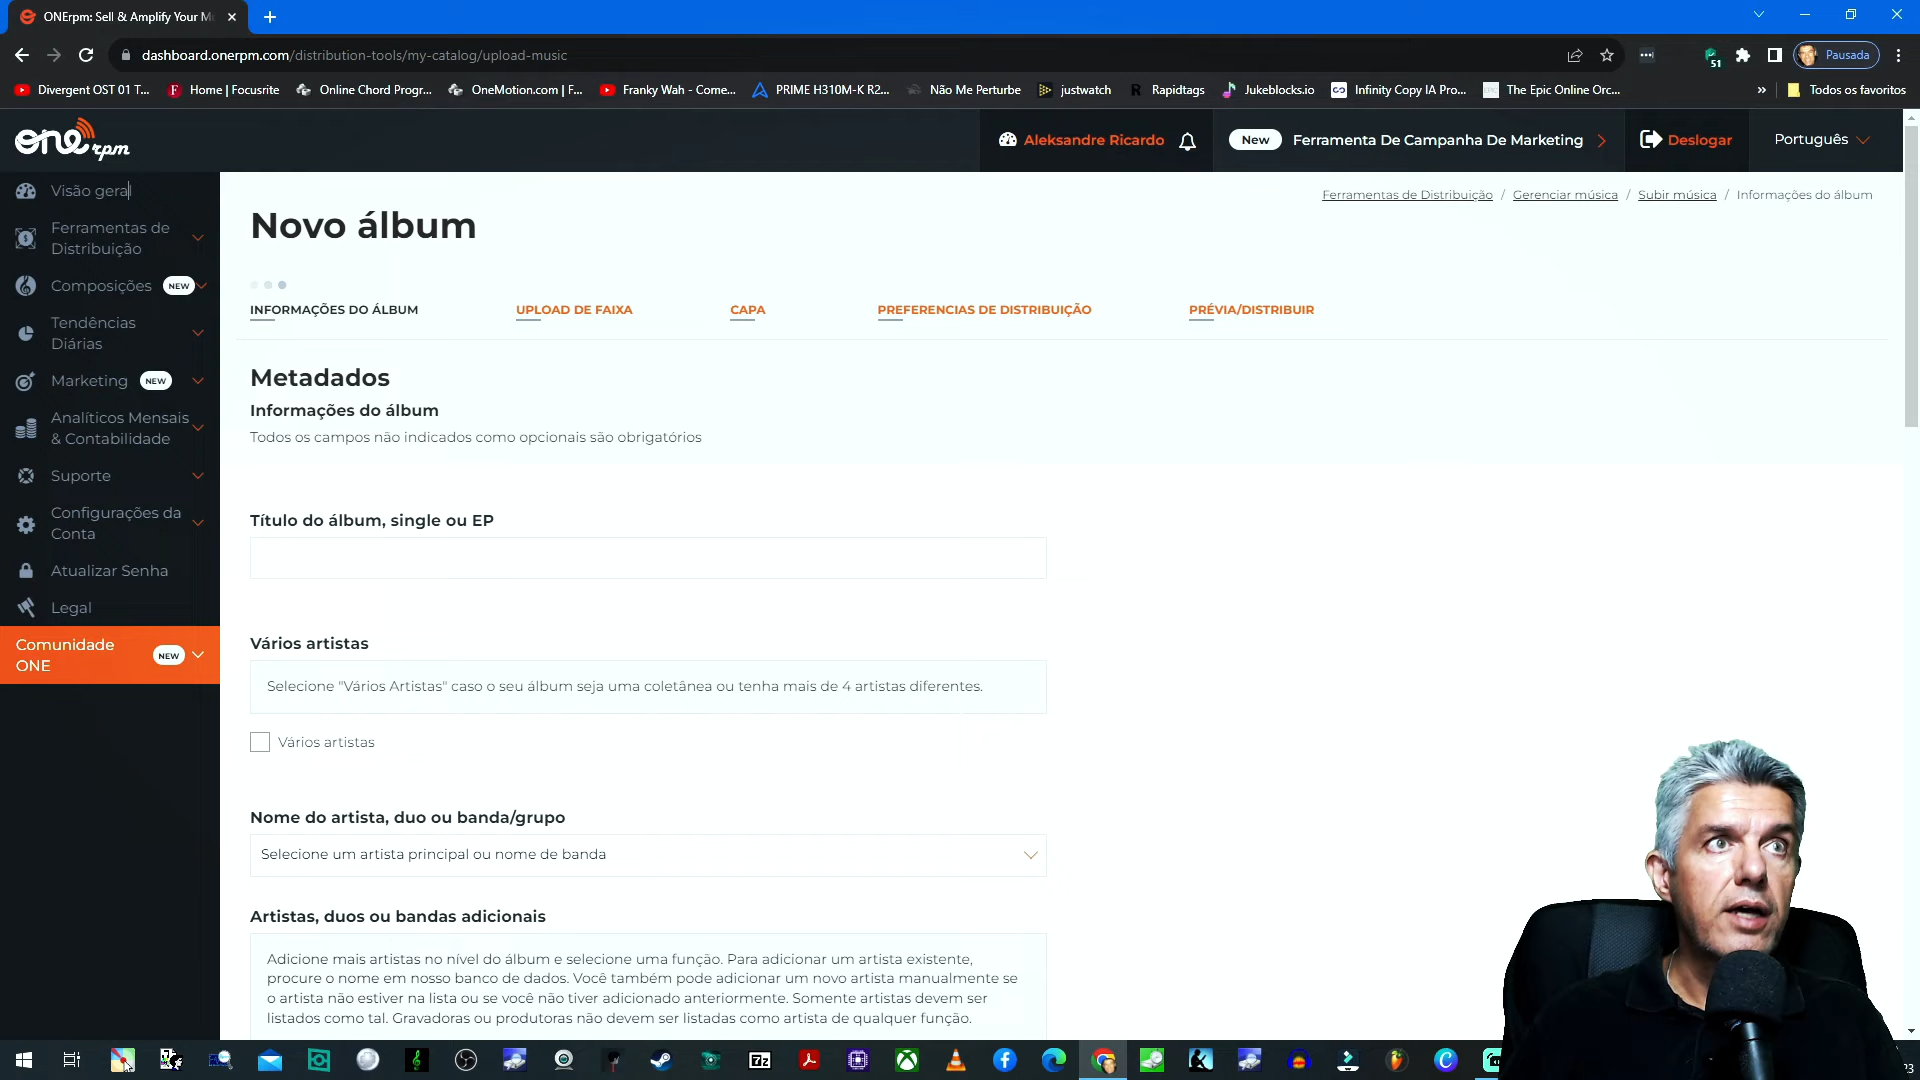 ONErpm: Sell & Amplify Your M
dashboard.onerpm.com/distribution-tools/my-catalog/upload-music
51
Pausada
Divergent OST 01 T...
Home | Focusrite
Online Chord Progr...
OneMotion.com | F...
Franky Wah - Come...
PRIME H310M-K R2...
Não Me Perturbe
justwatch
Rapidtags
Jukeblocks.io
Infinity Copy IA Pro...
The Epic Online Orc...
»
Todos os favoritos
one rpm
Aleksandre Ricardo
New
Ferramenta De Campanha De Marketing
Deslogar
Português
Visão geral
Ferramentas de
Distribuição
Composições NEW
Tendências
Diárias
Marketing NEW
Analíticos Mensais
& Contabilidade
Suporte
Configurações da
Conta
Atualizar Senha
Legal
Comunidade
ONE
NEW
Ferramentas de Distribuição / Gerenciar música / Subir música / Informações do álbum
Novo álbum
INFORMAÇÕES DO ÁLBUM
UPLOAD DE FAIXA
CAPA
PREFERENCIAS DE DISTRIBUIÇÃO
PRÉVIA/DISTRIBUIR
Metadados
Informações do álbum
Todos os campos não indicados como opcionais são obrigatórios
Título do álbum, single ou EP
Vários artistas
Selecione "Vários Artistas" caso o seu álbum seja uma coletânea ou tenha mais de 4 artistas diferentes.
Vários artistas
Nome do artista, duo ou banda/grupo
Selecione um artista principal ou nome de banda
Artistas, duos ou bandas adicionais
Adicione mais artistas no nível do álbum e selecione uma função. Para adicionar um artista existente,
procure o nome em nosso banco de dados. Você também pode adicionar um novo artista manualmente se
o artista não estiver na lista ou se você não tiver adicionado anteriormente. Somente artistas devem ser
listados como tal. Gravadoras ou produtoras não devem ser listadas como artista de qualquer função.
7z